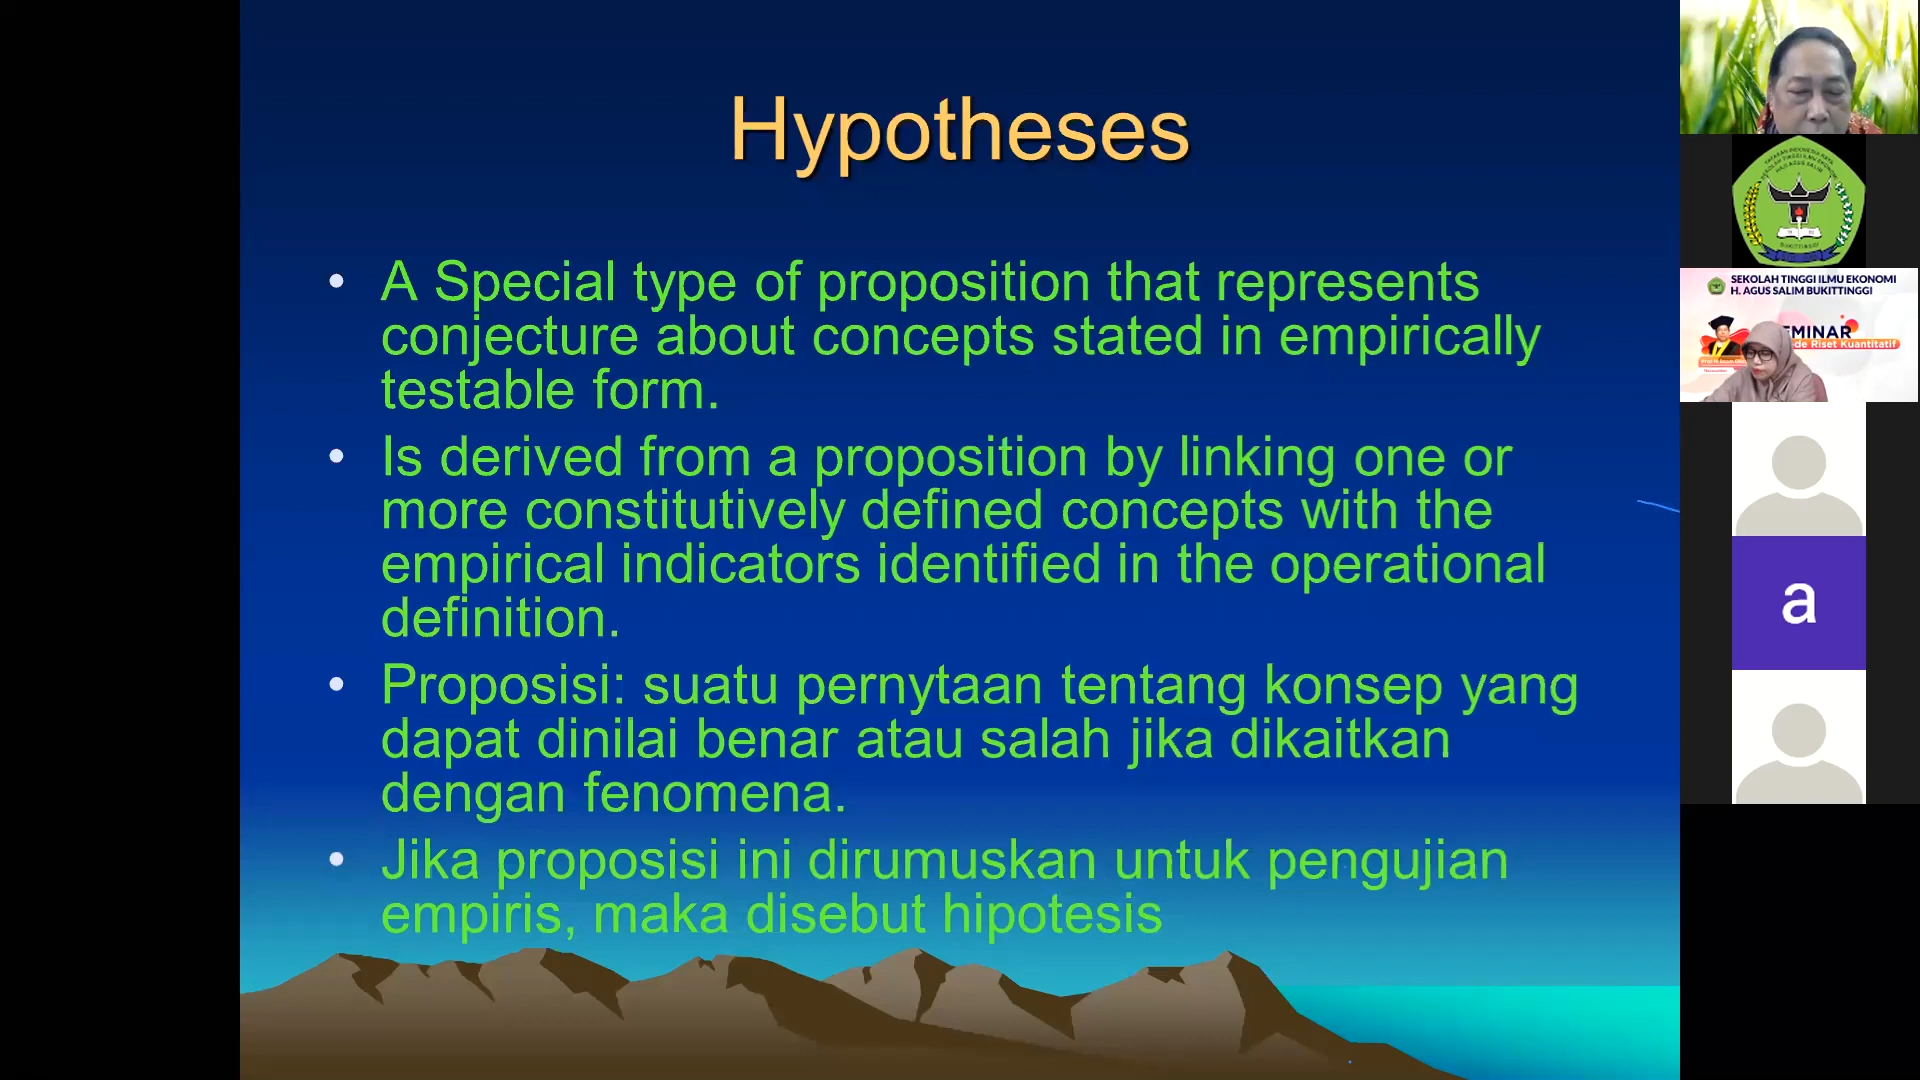 Hypotheses
• A Special type of proposition that represents
conjecture about concepts stated in empirically
testable form.
• Is derived from a proposition by linking one or
more constitutively defined concepts with the
empirical indicators identified in the operational
definition.
• Proposisi: suatu pernytaan tentang konsep yang
dapat dinilai benar atau salah jika dikaitkan
dengan fenomena.
• Jika proposisi ini dirumuskan untuk pengujian
empiris, maka disebut hipotesis
BUKITTINGGI
SEKOLAH TINGGI ILMU EKONOMI
H. AGUS SALIM BUKITTINGGI
EMINAR
de Riset Kuantitatif
a